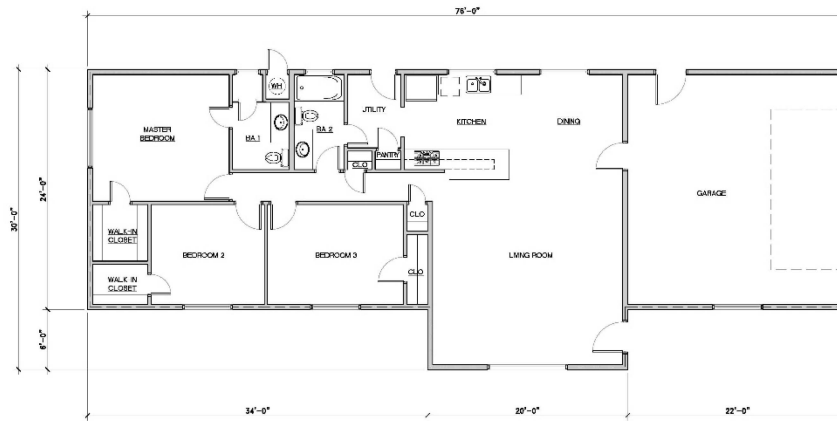 76'-0"
30'-0"
24'-0"
6'-0"
WH
MASTER
BEDROOM
BA 1
BA 2
UTILITY
KITCHEN
DINING
PANTRY
CLO
GARAGE
WALK-IN
CLOSET
BEDROOM 2
BEDROOM 3
CLO
LIVING ROOM
WALK-IN
CLOSET
CLO
34'-0"
20'-0"
22'-0"